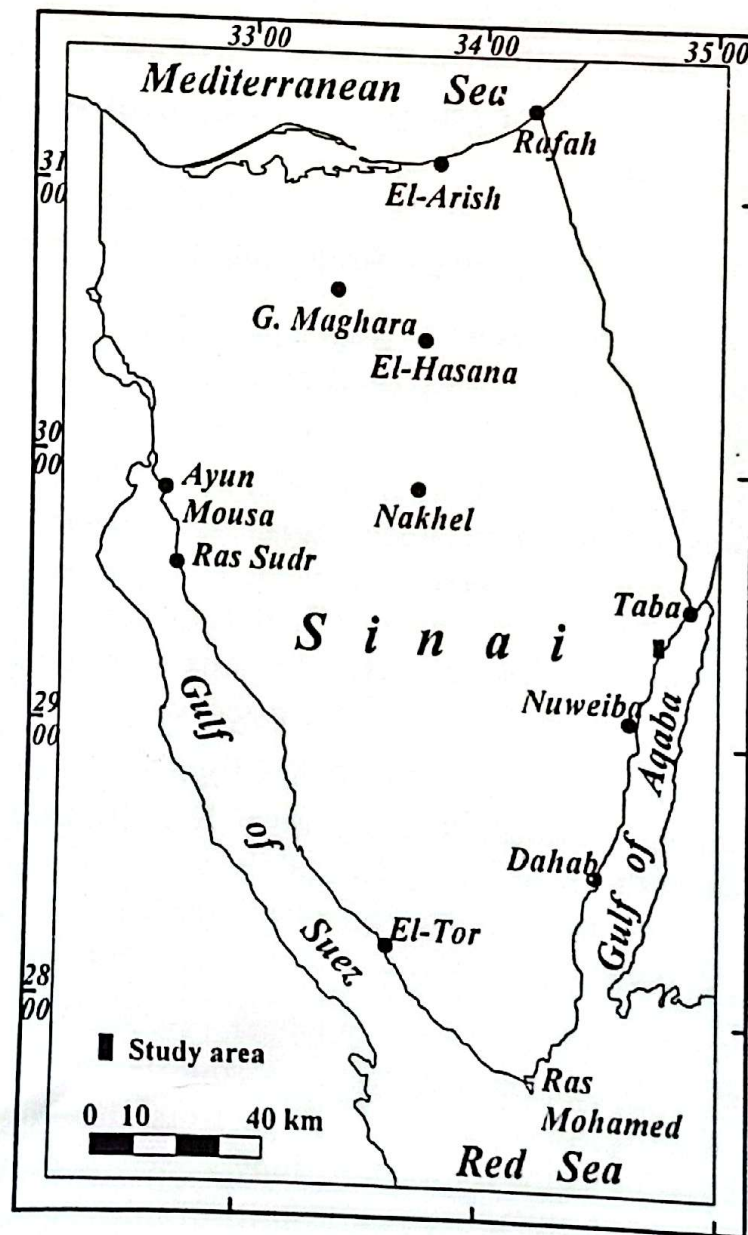 33°00 34°00 35°00
Mediterranean Sea
Rafah
31
00
El-Arish
G. Maghara
El-Hasana
30
00
Ayun
Mousa
Nakhel
Ras Sudr
Taba
Sinai
Nuweiba
29
00
Gulf of Suez
Gulf of Aqaba
Dahab
El-Tor
28
00
Study area
Ras
Mohamed
0 10 40 km
Red Sea